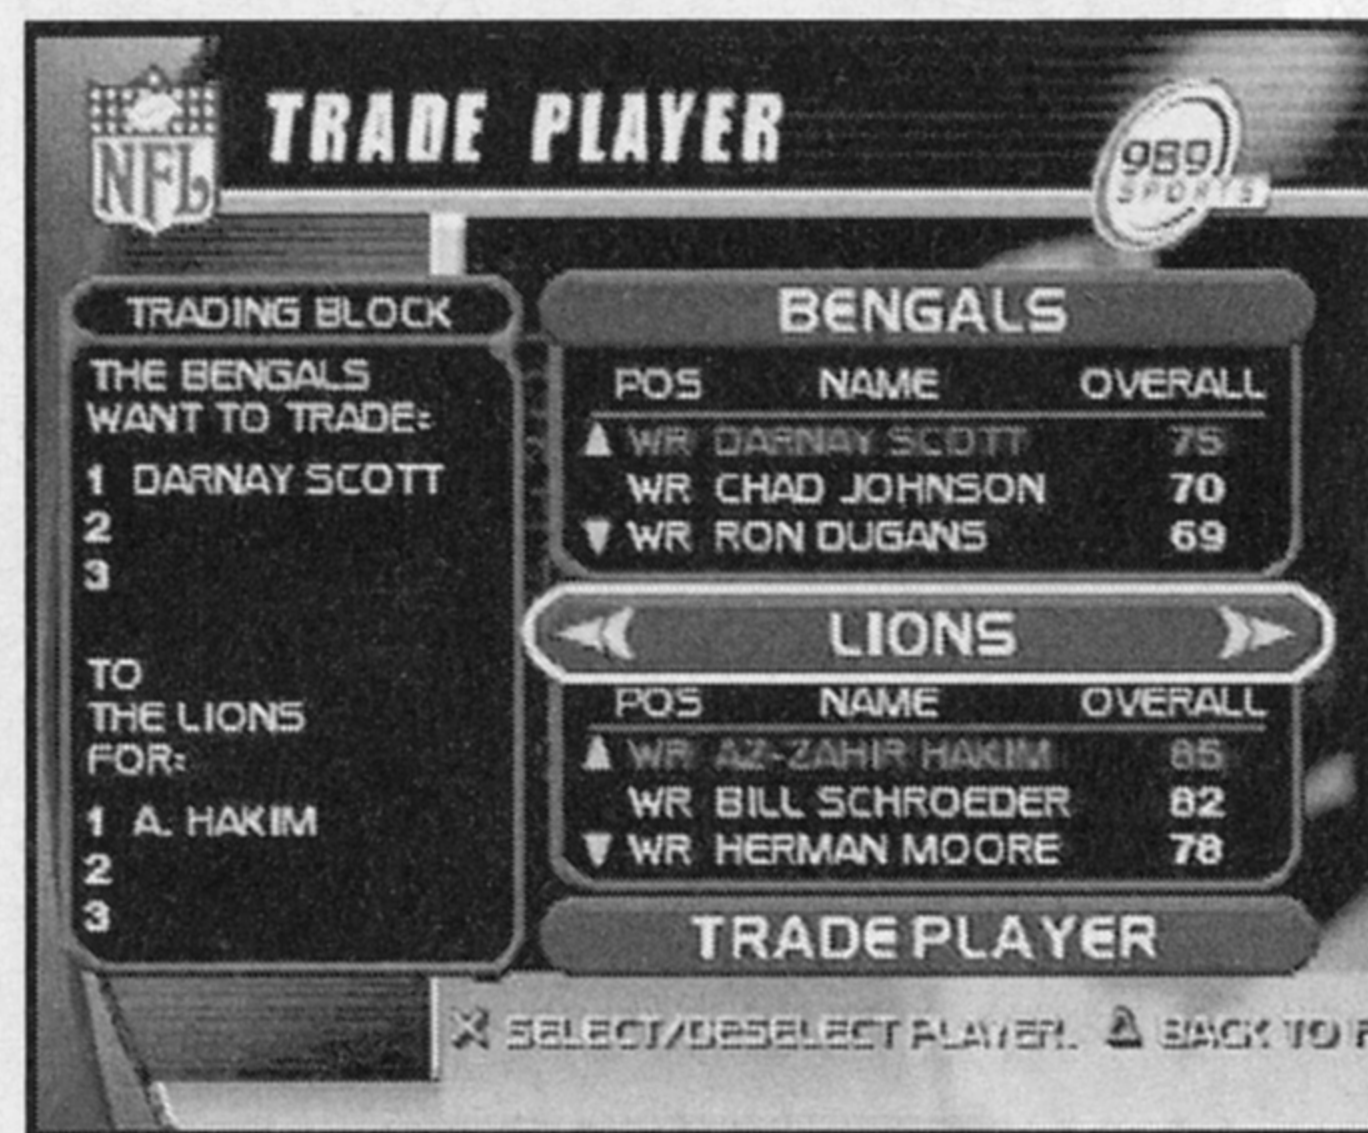 NFL
TRADE PLAYER
989
SPORTS
TRADING BLOCK
THE BENGALS
WANT TO TRADE:
1 DARNAY SCOTT
2
3
TO
THE LIONS
FOR:
1 A. HAKIM
2
3
BENGALS
POS NAME OVERALL
WR DARNAY SCOTT 75
WR CHAD JOHNSON 70
WR RON DUGANS 69
LIONS
POS NAME OVERALL
WR AZ-ZAHIR HAKIM 85
WR BILL SCHROEDER 82
WR HERMAN MOORE 78
TRADE PLAYER
X SELECT/DESELECT PLAYER. △ BACK TO